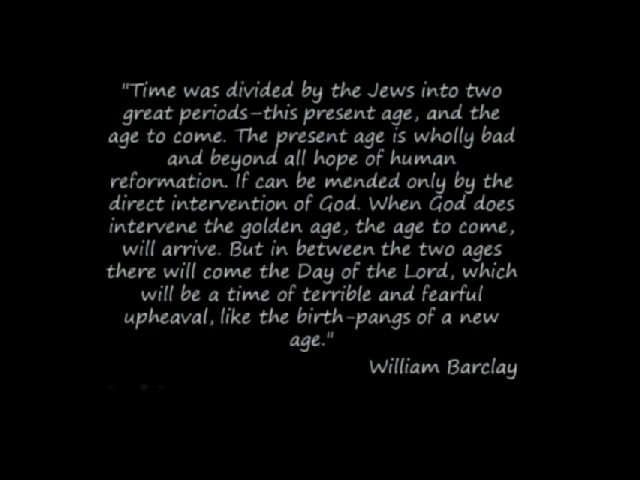 "Time was divided by the Jews into two
great periods—this present age, and the
age to come. The present age is wholly bad
and beyond all hope of human
reformation. If can be mended only by the
direct intervention of God. When God does
intervene the golden age, the age to come,
will arrive. But in between the two ages
there will come the Day of the Lord, which
will be a time of terrible and fearful
upheaval, like the birth-pangs of a new
age."
William Barclay